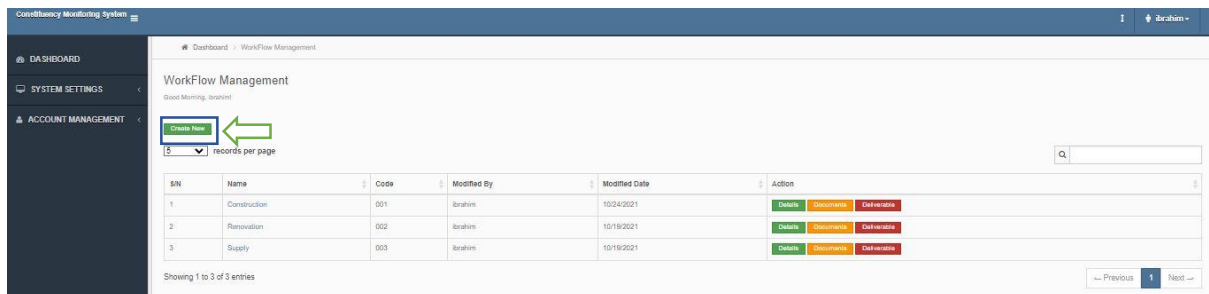 Constituency Monitoring System
ibrahim
DASHBOARD
SYSTEM SETTINGS
ACCOUNT MANAGEMENT
Dashboard > WorkFlow Management
WorkFlow Management
Good Morning, ibrahim!
Create New
5 records per page
S/N Name Code Modified By Modified Date Action
1 Construction 001 ibrahim 10/24/2021 Details Documents Deliverable
2 Renovation 002 ibrahim 10/19/2021 Details Documents Deliverable
3 Supply 003 ibrahim 10/19/2021 Details Documents Deliverable
Showing 1 to 3 of 3 entries
← Previous 1 Next →